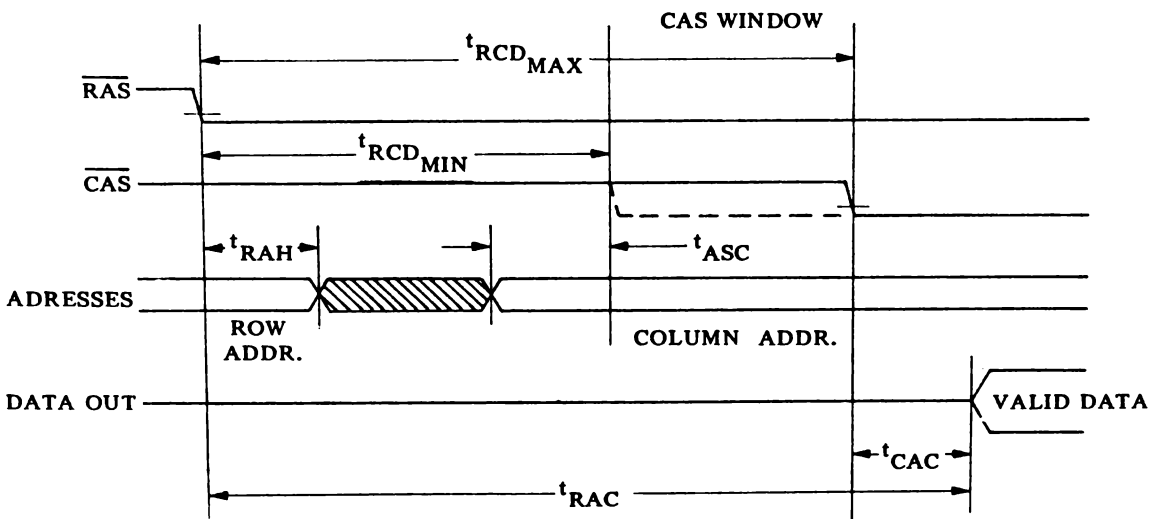 CAS WINDOW
tRCDMAX
RAS
tRCDMIN
CAS
tRAH
tASC
ADRESSES
ROW
ADDR.
COLUMN ADDR.
DATA OUT
VALID DATA
tCAC
tRAC